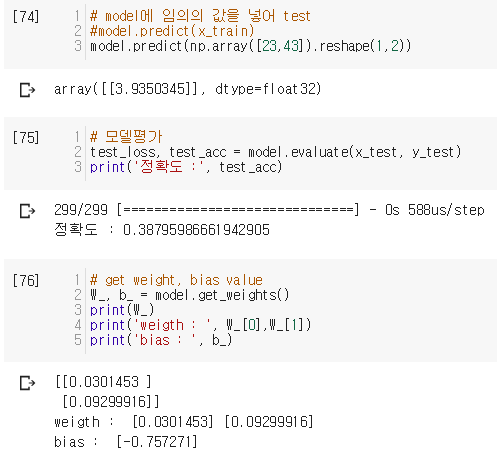 [74] 1 # model에 임의의 값을 넣어 test
2 #model.predict(x_train)
3 model.predict(np.array([23,43]).reshape(1,2))
array([[3.9350345]], dtype=float32)
[75] 1 # 모델평가
2 test_loss, test_acc = model.evaluate(x_test, y_test)
3 print('정확도 :', test_acc)
299/299 [==============================] - 0s 588us/step
정확도 : 0.38795986661942905
[76] 1 # get weight, bias value
2 W_, b_ = model.get_weights()
3 print(W_)
4 print('weigth : ', W_[0],W_[1])
5 print('bias : ', b_)
[[0.0301453 ]
[0.09299916]]
weigth :  [0.0301453] [0.09299916]
bias :  [-0.757271]